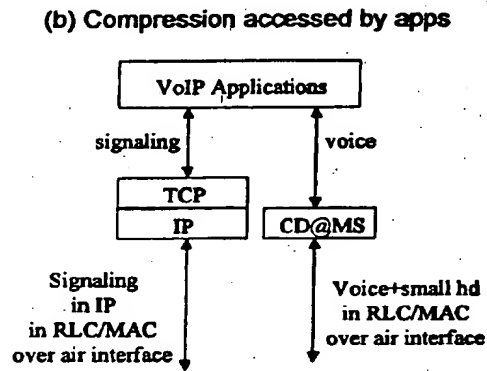 (b) Compression accessed by apps
VoIP Applications
signaling
voice
TCP
IP
CD@MS
Signaling
in IP
in RLC/MAC
over air interface
Voice+small hd
in RLC/MAC
over air interface